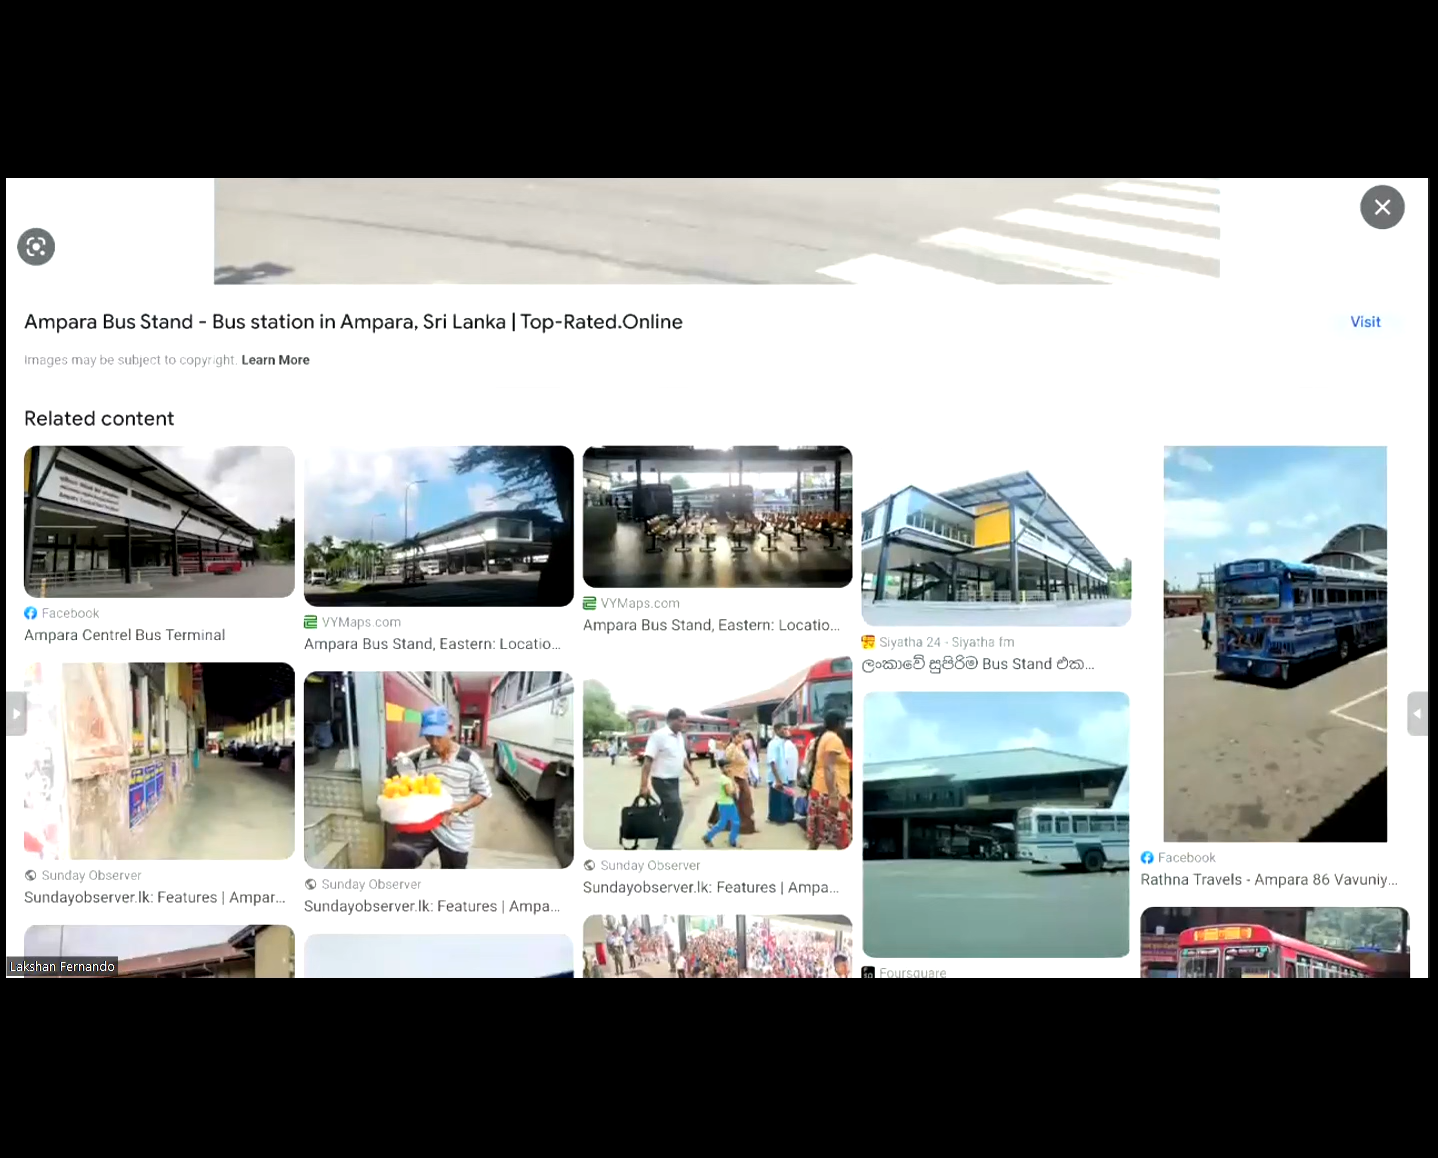 Ampara Bus Stand - Bus station in Ampara, Sri Lanka | Top-Rated.Online
Visit
Images may be subject to copyright. Learn More
Related content
Facebook
Ampara Centrel Bus Terminal
VYMaps.com
Ampara Bus Stand, Eastern: Locatio...
VYMaps.com
Ampara Bus Stand, Eastern: Locatio...
Siyatha 24 · Siyatha fm
ලංකාවේ සුපිරිම Bus Stand එක...
Facebook
Rathna Travels - Ampara 86 Vavuniy...
Sunday Observer
Sundayobserver.lk: Features | Ampar...
Sunday Observer
Sundayobserver.lk: Features | Ampa...
Sunday Observer
Sundayobserver.lk: Features | Ampa...
Foursquare
Lakshan Fernando